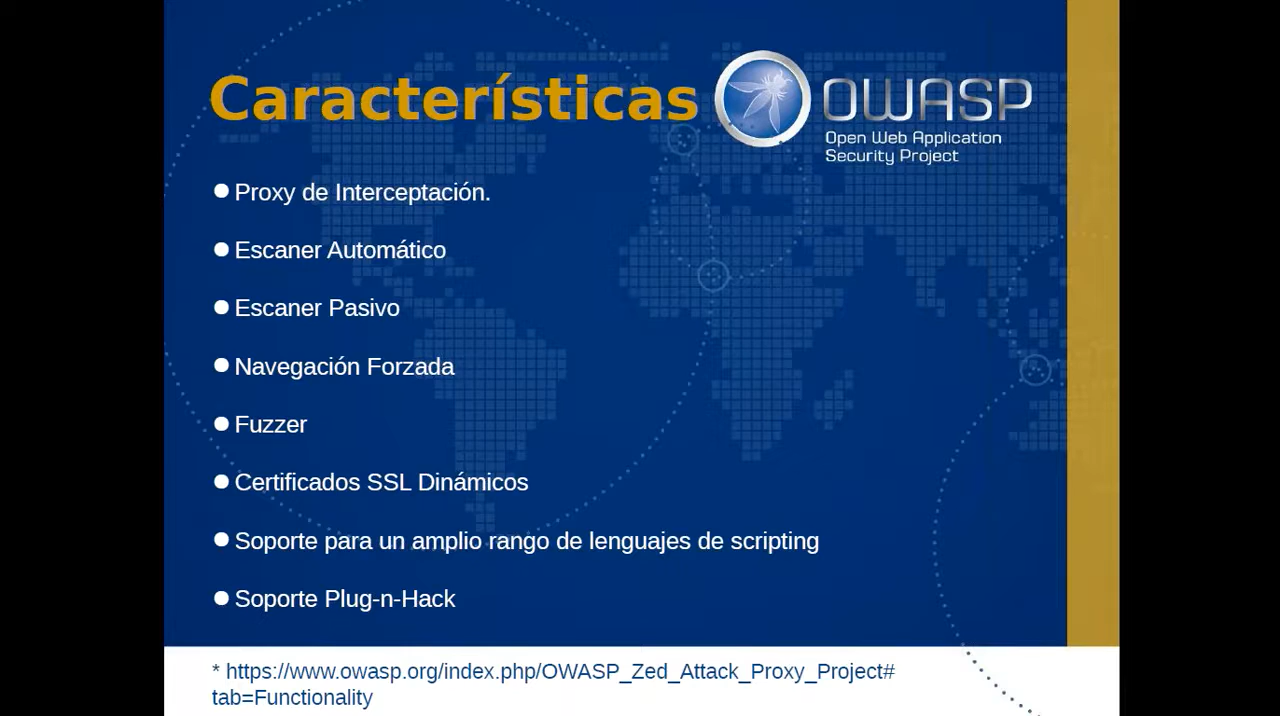 Características
OWASP
Open Web Application
Security Project
Proxy de Interceptación.
Escaner Automático
Escaner Pasivo
Navegación Forzada
Fuzzer
Certificados SSL Dinámicos
Soporte para un amplio rango de lenguajes de scripting
Soporte Plug-n-Hack
* https://www.owasp.org/index.php/OWASP_Zed_Attack_Proxy_Project#
tab=Functionality